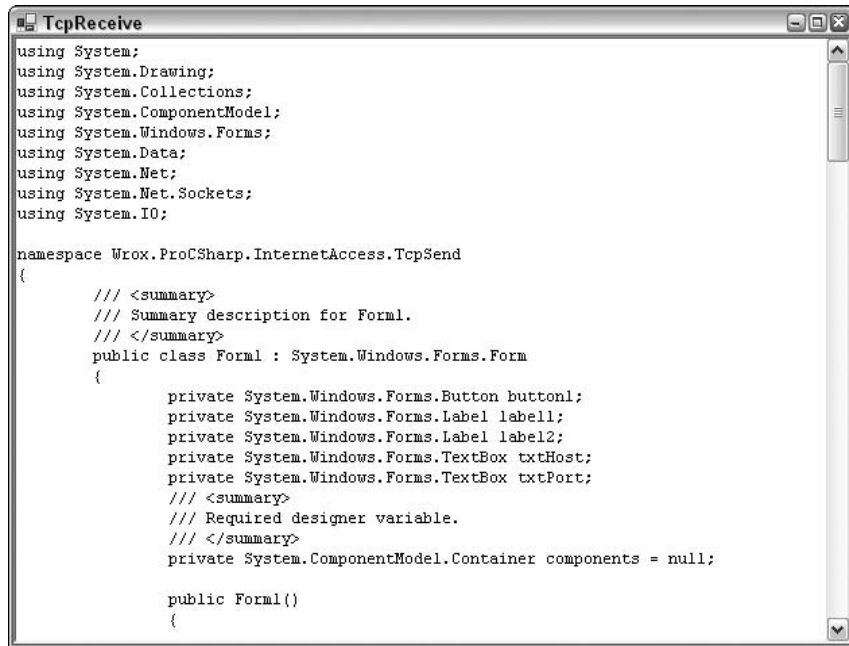 TcpReceive
using System;
using System.Drawing;
using System.Collections;
using System.ComponentModel;
using System.Windows.Forms;
using System.Data;
using System.Net;
using System.Net.Sockets;
using System.IO;

namespace Wrox.ProCSharp.InternetAccess.TcpSend
{
        /// <summary>
        /// Summary description for Form1.
        /// </summary>
        public class Form1 : System.Windows.Forms.Form
        {
                private System.Windows.Forms.Button button1;
                private System.Windows.Forms.Label label1;
                private System.Windows.Forms.Label label2;
                private System.Windows.Forms.TextBox txtHost;
                private System.Windows.Forms.TextBox txtPort;
                /// <summary>
                /// Required designer variable.
                /// </summary>
                private System.ComponentModel.Container components = null;

                public Form1()
                {